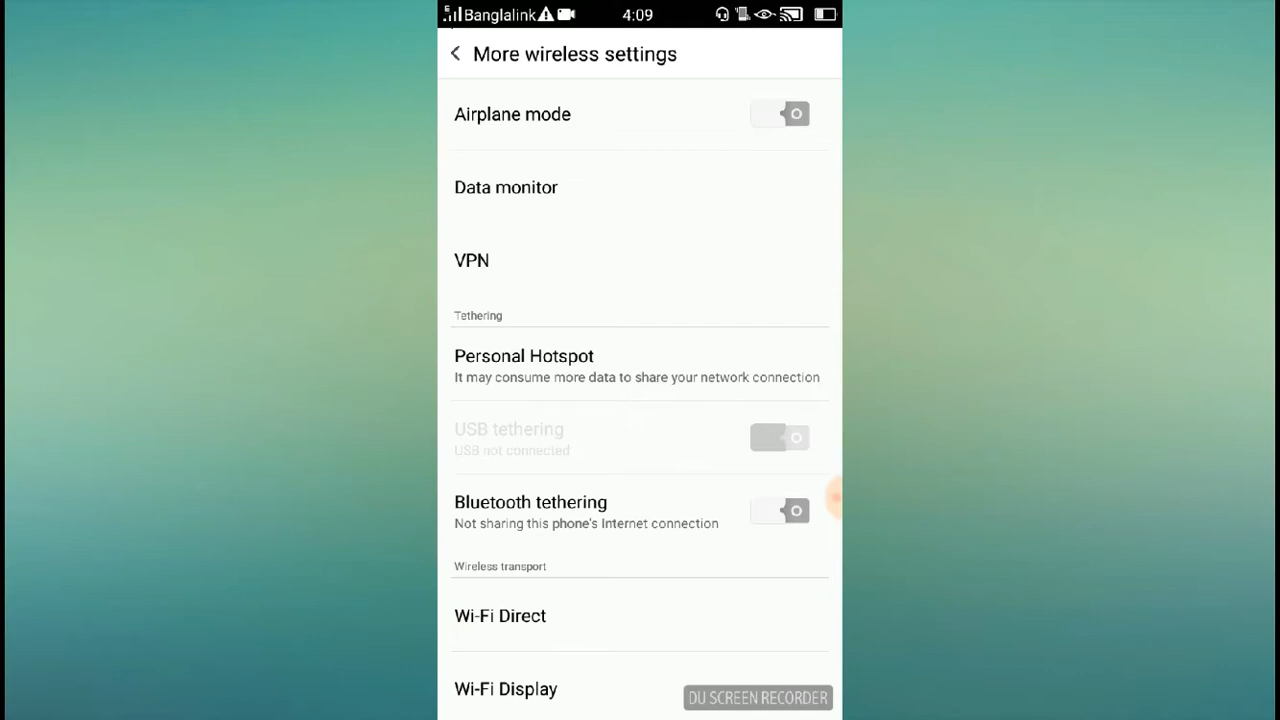 Banglalink 4:09
More wireless settings
Airplane mode
Data monitor
VPN
Tethering
Personal Hotspot
It may consume more data to share your network connection
USB tethering
USB not connected
Bluetooth tethering
Not sharing this phone's Internet connection
Wireless transport
Wi-Fi Direct
Wi-Fi Display
DU SCREEN RECORDER